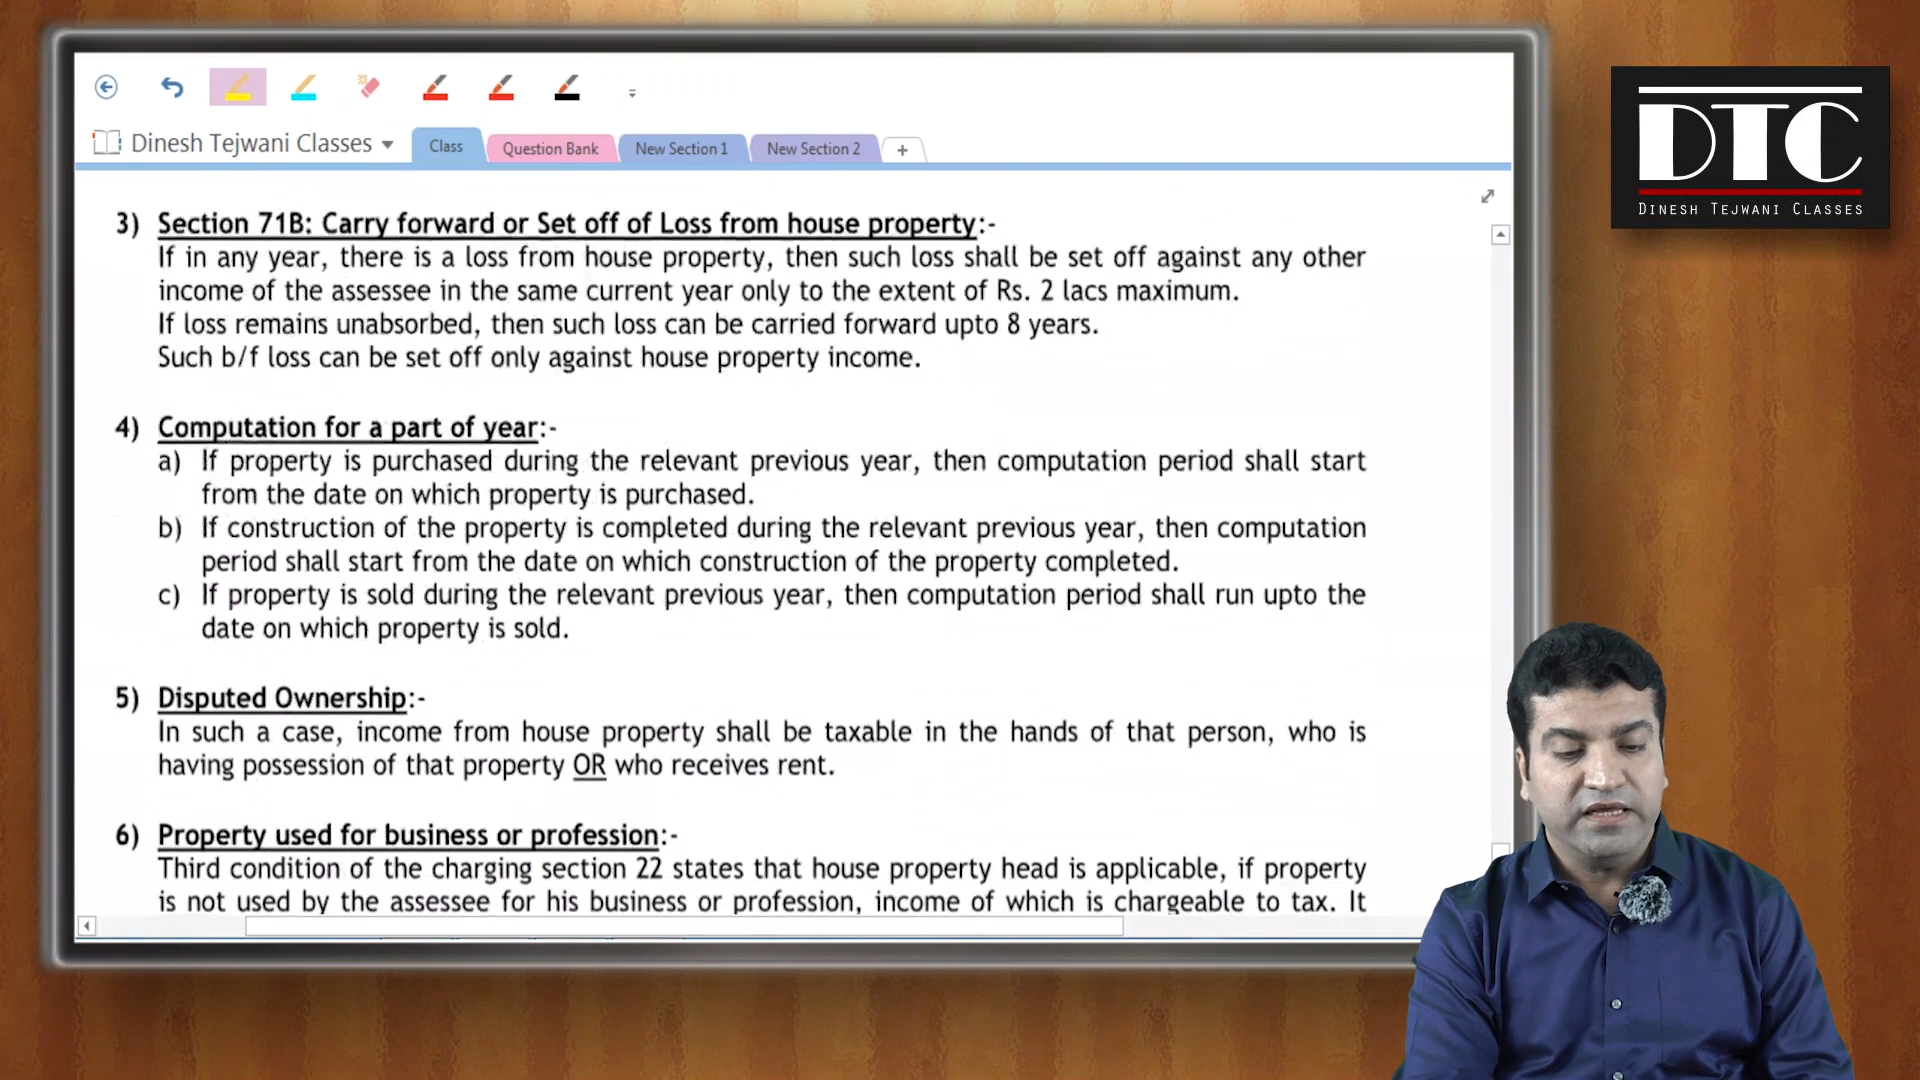 Dinesh Tejwani Classes
Class
Question Bank
New Section 1
New Section 2
DTC
DINESH TEJWANI CLASSES
3) Section 71B: Carry forward or Set off of Loss from house property:-
If in any year, there is a loss from house property, then such loss shall be set off against any other
income of the assessee in the same current year only to the extent of Rs. 2 lacs maximum.
If loss remains unabsorbed, then such loss can be carried forward upto 8 years.
Such b/f loss can be set off only against house property income.
4) Computation for a part of year:-
a) If property is purchased during the relevant previous year, then computation period shall start
from the date on which property is purchased.
b) If construction of the property is completed during the relevant previous year, then computation
period shall start from the date on which construction of the property completed.
c) If property is sold during the relevant previous year, then computation period shall run upto the
date on which property is sold.
5) Disputed Ownership:-
In such a case, income from house property shall be taxable in the hands of that person, who is
having possession of that property OR who receives rent.
6) Property used for business or profession:-
Third condition of the charging section 22 states that house property head is applicable, if property
is not used by the assessee for his business or profession, income of which is chargeable to tax. It